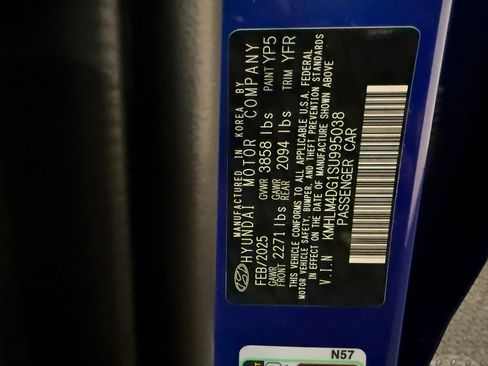 MANUFACTURED IN KOREA BY
HYUNDAI MOTOR COMPANY
FEB/2025 GVWR 3858 lbs PAINT YP5
GAWR FRONT 2271 lbs GAWR REAR 2094 lbs TRIM YFR
THIS VEHICLE CONFORMS TO ALL APPLICABLE U.S.A. FEDERAL
MOTOR VEHICLE SAFETY, BUMPER, AND THEFT PREVENTION STANDARDS
IN EFFECT ON THE DATE OF MANUFACTURE SHOWN ABOVE
V.I.N KMHLM4DG1SU995038
PASSENGER CAR
N57